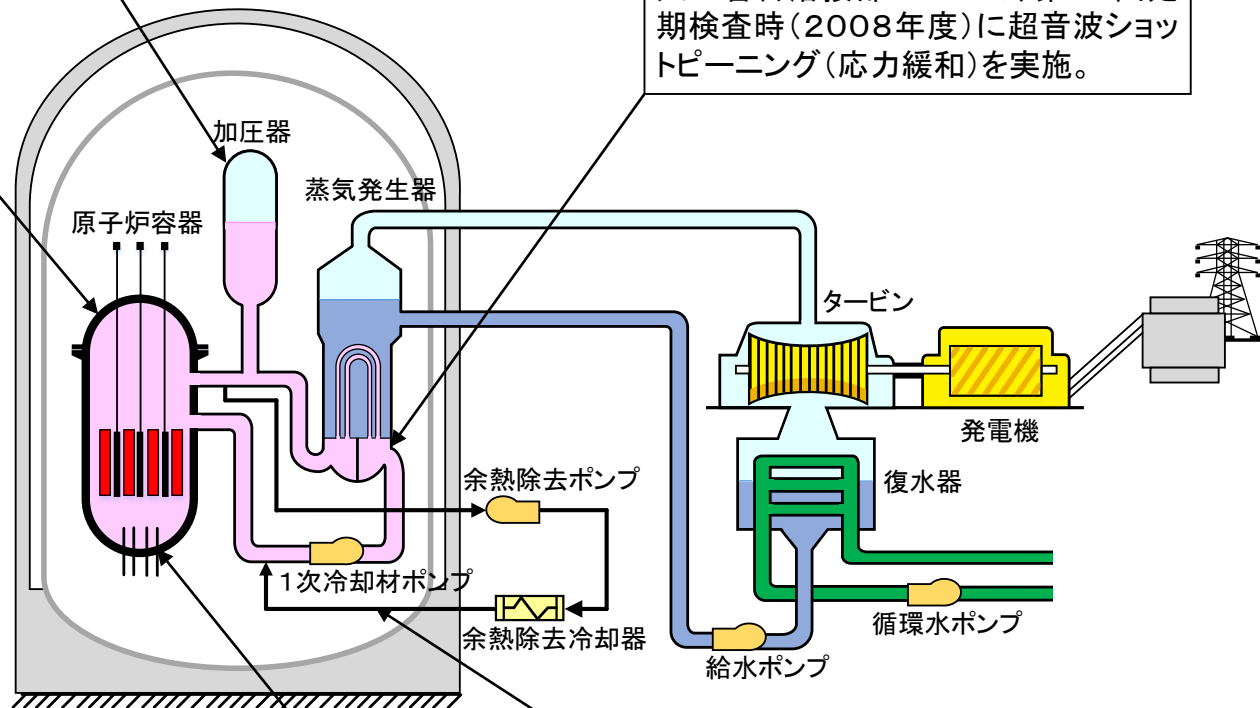 期検査時(2008年度)に超音波ショッ
トピーニング(応力緩和)を実施。
加圧器
蒸気発生器
原子炉容器
タービン
発電機
復水器
余熱除去ポンプ
1次冷却材ポンプ
循環水ポンプ
余熱除去冷却器
給水ポンプ